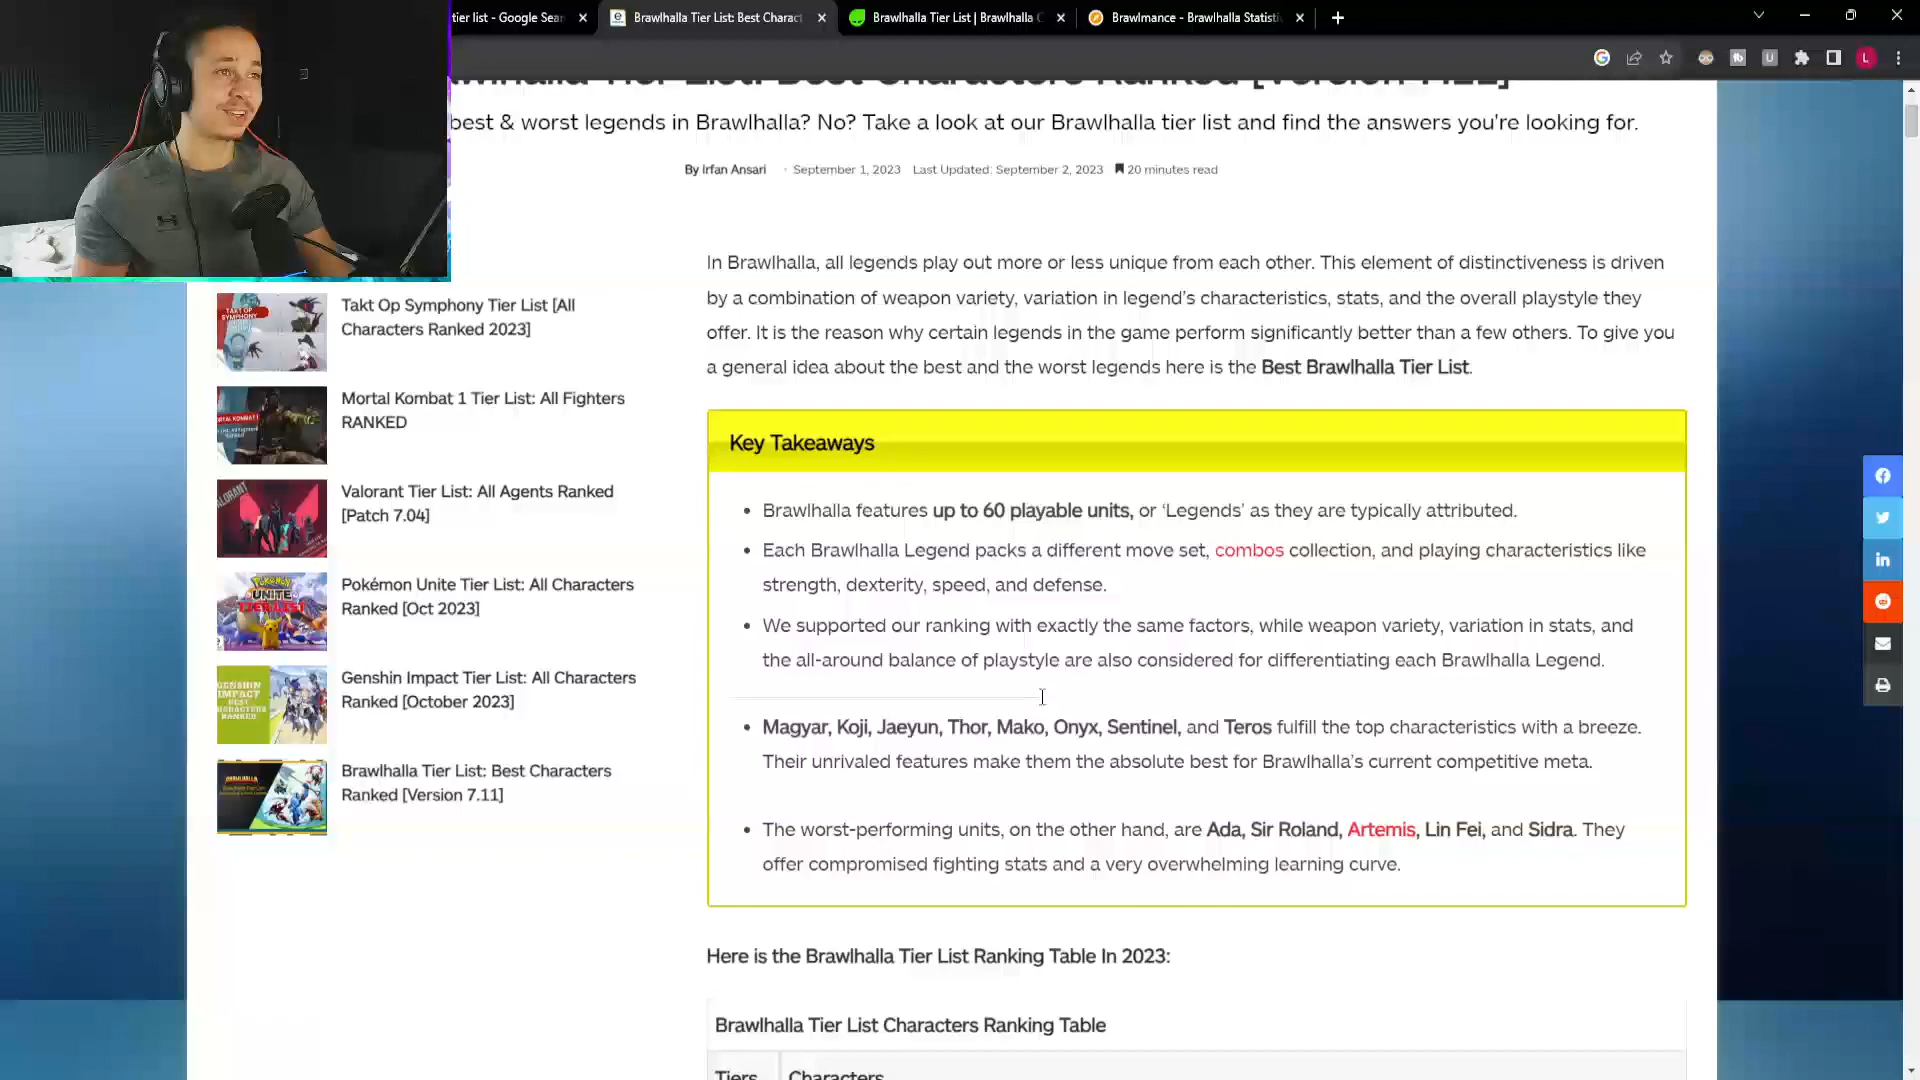 tier list - Google Sear
Brawlhalla Tier List: Best Charact
Brawlhalla Tier List | Brawlhalla C
Brawlmance - Brawlhalla Statisti
best & worst legends in Brawlhalla? No? Take a look at our Brawlhalla tier list and find the answers you're looking for.
By Irfan Ansari · September 1, 2023 Last Updated: September 2, 2023 20 minutes read
In Brawlhalla, all legends play out more or less unique from each other. This element of distinctiveness is driven
by a combination of weapon variety, variation in legend's characteristics, stats, and the overall playstyle they
offer. It is the reason why certain legends in the game perform significantly better than a few others. To give you
a general idea about the best and the worst legends here is the Best Brawlhalla Tier List.
Takt Op Symphony Tier List [All
Characters Ranked 2023]
Mortal Kombat 1 Tier List: All Fighters
RANKED
Valorant Tier List: All Agents Ranked
[Patch 7.04]
Pokémon Unite Tier List: All Characters
Ranked [Oct 2023]
Genshin Impact Tier List: All Characters
Ranked [October 2023]
Brawlhalla Tier List: Best Characters
Ranked [Version 7.11]
Key Takeaways
• Brawlhalla features up to 60 playable units, or 'Legends' as they are typically attributed.
• Each Brawlhalla Legend packs a different move set, combos collection, and playing characteristics like
strength, dexterity, speed, and defense.
• We supported our ranking with exactly the same factors, while weapon variety, variation in stats, and
the all-around balance of playstyle are also considered for differentiating each Brawlhalla Legend.
• Magyar, Koji, Jaeyun, Thor, Mako, Onyx, Sentinel, and Teros fulfill the top characteristics with a breeze.
Their unrivaled features make them the absolute best for Brawlhalla's current competitive meta.
• The worst-performing units, on the other hand, are Ada, Sir Roland, Artemis, Lin Fei, and Sidra. They
offer compromised fighting stats and a very overwhelming learning curve.
Here is the Brawlhalla Tier List Ranking Table In 2023:
Brawlhalla Tier List Characters Ranking Table
Tiers Characters